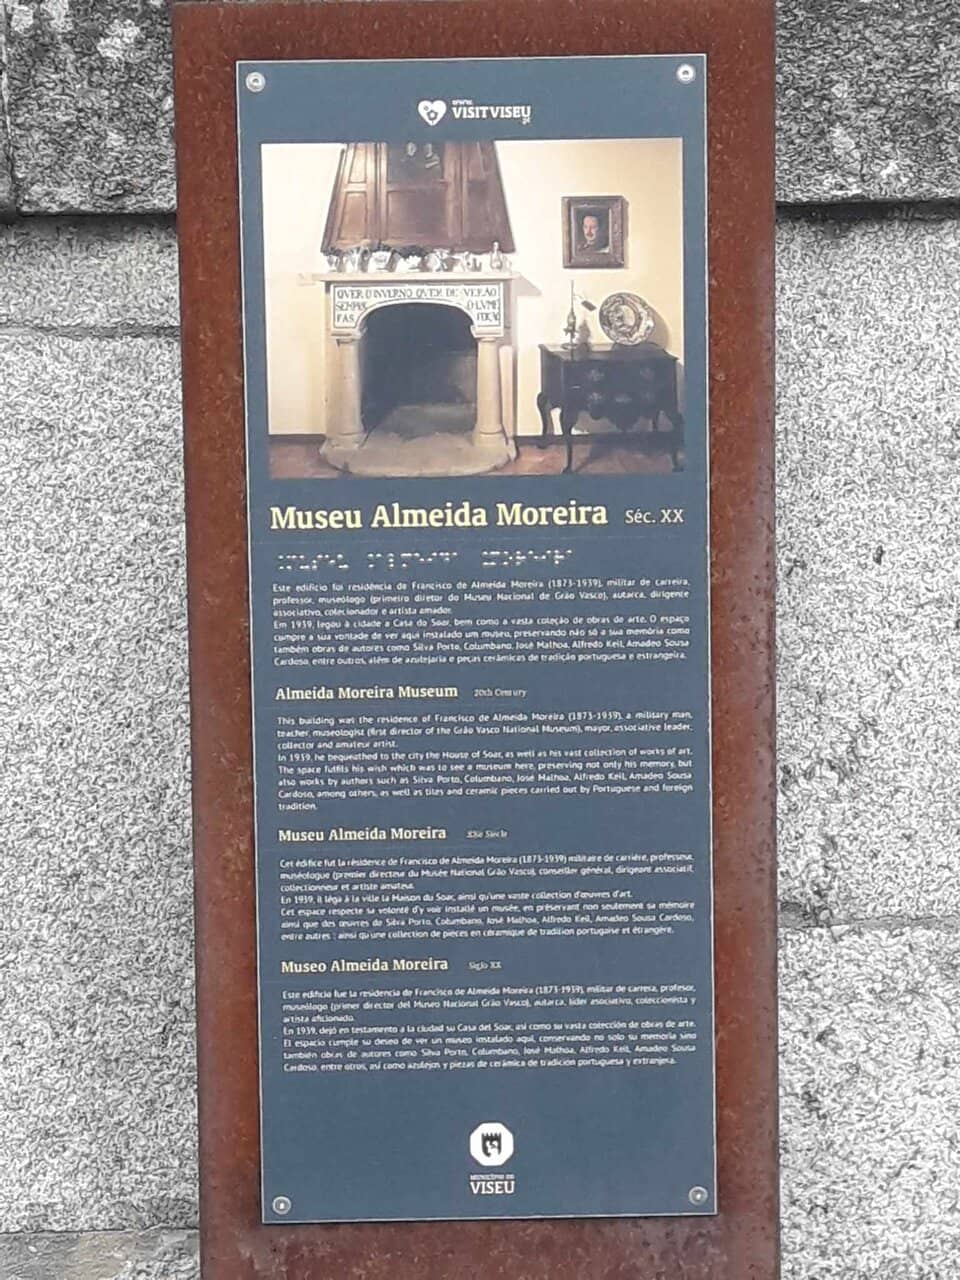 www.
VISITVISEU
.pt
QVER D INVERNO QVER DE VERÃO
SEMPRE O LVME
FAS FEIÇÃO
Museu Almeida Moreira Séc. XX
Este edifício foi residência de Francisco de Almeida Moreira (1873-1939), militar de carreira,
professor, museólogo (primeiro diretor do Museu Nacional de Grão Vasco), autarca, dirigente
associativo, colecionador e artista amador.
Em 1939, legou à cidade a Casa do Soar, bem como a vasta coleção de obras de arte. O espaço
cumpre a sua vontade de ver aqui instalado um museu, preservando não só a sua memória como
também obras de autores como Silva Porto, Columbano, José Malhoa, Alfredo Keil, Amadeo Sousa
Cardoso, entre outros, além de azulejaria e peças cerâmicas de tradição portuguesa e estrangeira.
Almeida Moreira Museum 20th Century
This building was the residence of Francisco de Almeida Moreira (1873-1939), a military man,
teacher, museologist (first director of the Grão Vasco National Museum), mayor, associative leader,
collector and amateur artist.
In 1939, he bequeathed to the city the House of Soar, as well as his vast collection of works of art.
The space fulfils his wish which was to see a museum here, preserving not only his memory, but
also works by authors such as Silva Porto, Columbano, José Malhoa, Alfredo Keil, Amadeo Sousa
Cardoso, among others, as well as tiles and ceramic pieces carried out by Portuguese and foreign
tradition.
Museu Almeida Moreira XXe Siècle
Cet édifice fut la résidence de Francisco de Almeida Moreira (1873-1939) militaire de carrière, professeur,
muséologue (premier directeur du Musée National Grão Vasco), conseiller général, dirigeant associatif,
collectionneur et artiste amateur.
En 1939, il léga à la ville la Maison du Soar, ainsi qu'une vaste collection d'œuvres d'art.
Cet espace respecte sa volonté d'y voir installé un musée, en préservant non seulement sa mémoire
ainsi que des œuvres de Silva Porto, Columbano, José Malhoa, Alfredo Keil, Amadeo Sousa Cardoso,
entre autres ; ainsi qu'une collection de pièces en céramique de tradition portugaise et étrangère.
Museo Almeida Moreira Siglo XX
Este edificio fue la residencia de Francisco de Almeida Moreira (1873-1939), militar de carrera, profesor,
museólogo (primer director del Museo Nacional Grão Vasco), autarca, líder asociativo, coleccionista y
artista aficionado.
En 1939, dejó en testamento a la ciudad su Casa del Soar, así como su vasta colección de obras de arte.
El espacio cumple su deseo de ver un museo instalado aquí, conservando no solo su memoria sino
también obras de autores como Silva Porto, Columbano, José Malhoa, Alfredo Keil, Amadeo Sousa
Cardoso, entre otros, así como azulejos y piezas de cerámica de tradición portuguesa y extranjera.
MUNICÍPIO DE
VISEU